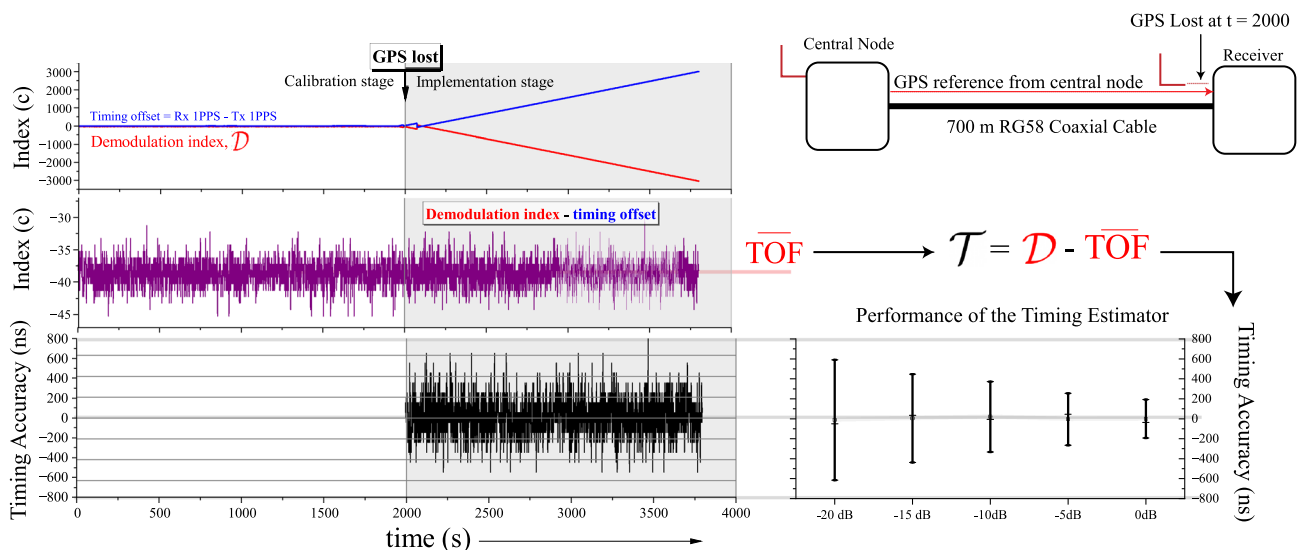 GPS lost
Calibration stage
Implementation stage
Index (c)
3000
2000
1000
0
−1000
−2000
−3000
Timing offset = Rx 1PPS - Tx 1PPS
Demodulation index, D
GPS Lost at t = 2000
Central Node
Receiver
GPS reference from central node
700 m RG58 Coaxial Cable
Index (c)
−30
−35
−40
−45
Demodulation index - timing offset
TOF
T = D - TOF
Timing Accuracy (ns)
800
600
400
200
0
−200
−400
−600
−800
0
500
1000
1500
2000
2500
3000
3500
4000
time (s)
Performance of the Timing Estimator
800
600
400
200
0
−200
−400
−600
−800
Timing Accuracy (ns)
-20 dB
-15 dB
-10dB
-5dB
0dB